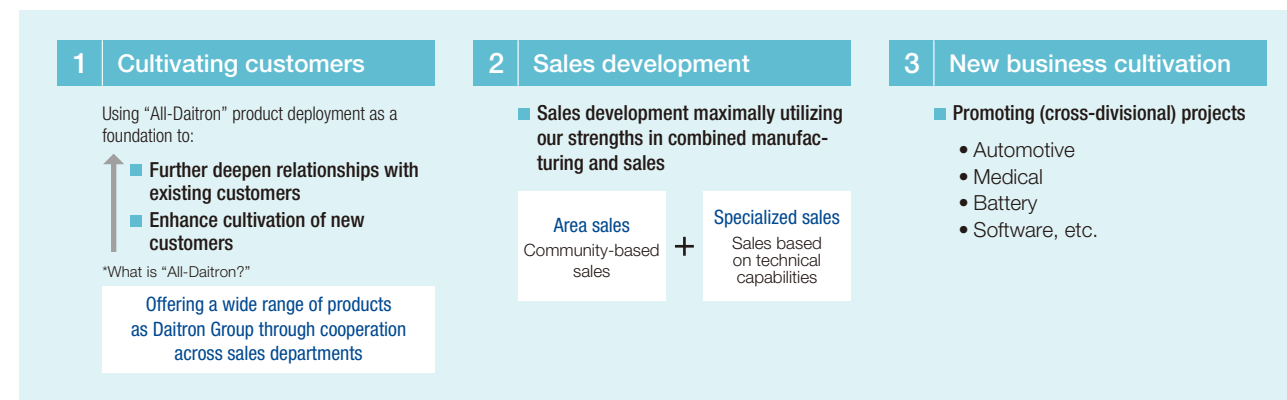 1 Cultivating customers
Using “All-Daitron” product deployment as a
foundation to:
■ Further deepen relationships with
existing customers
■ Enhance cultivation of new
customers
*What is “All-Daitron?”
Offering a wide range of products
as Daitron Group through cooperation
across sales departments
2 Sales development
■ Sales development maximally utilizing
our strengths in combined manufac-
turing and sales
Area sales
Community-based
sales
+
Specialized sales
Sales based
on technical
capabilities
3 New business cultivation
■ Promoting (cross-divisional) projects
• Automotive
• Medical
• Battery
• Software, etc.